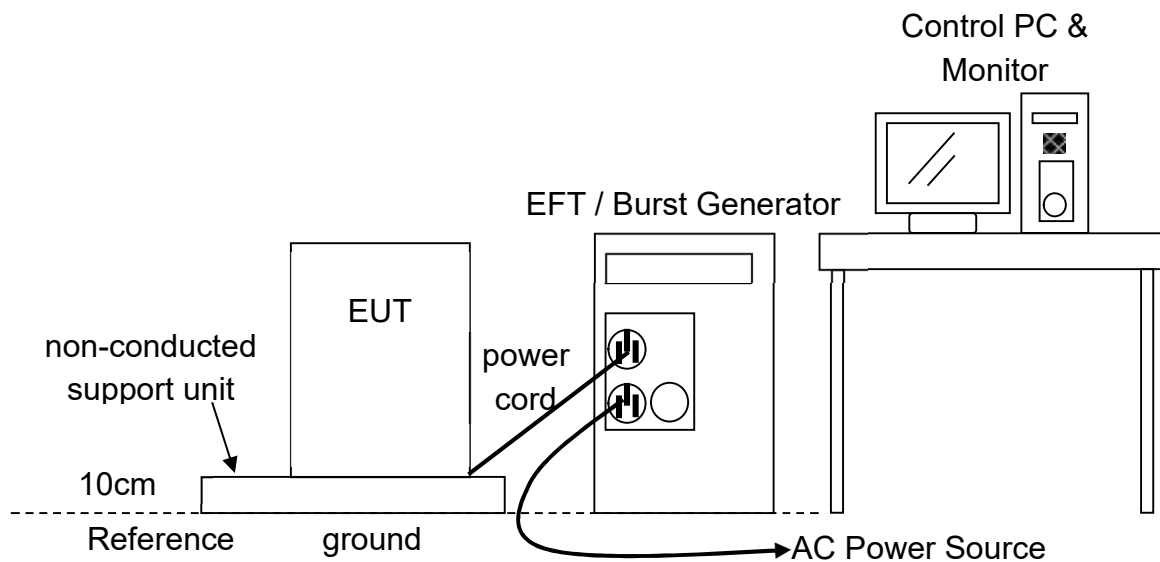 Control PC &
Monitor
EFT / Burst Generator
EUT
non-conducted
support unit
power
cord
10cm
Reference ground
AC Power Source